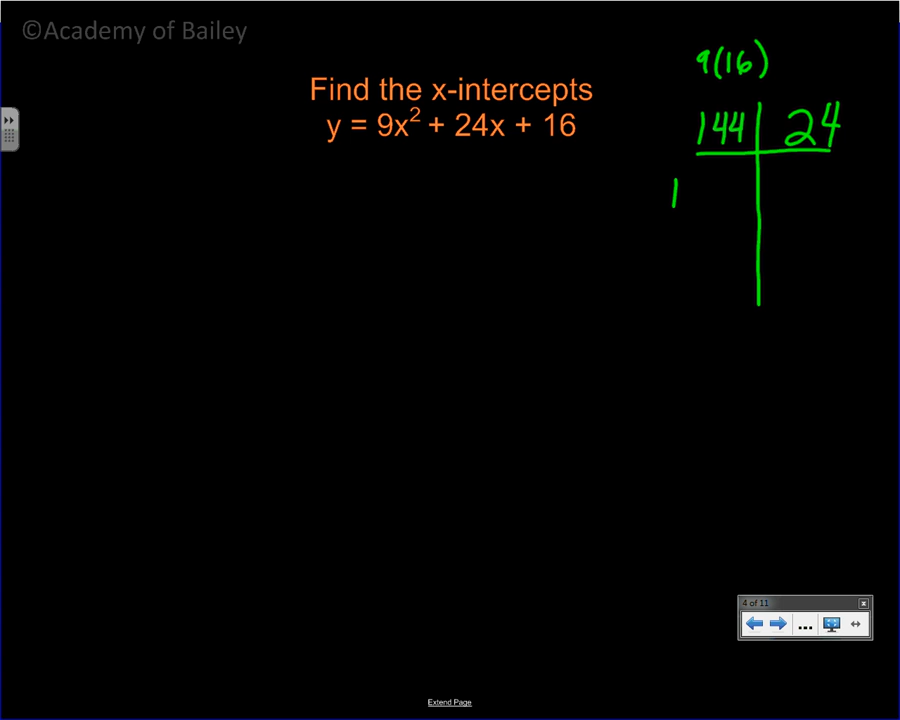 ©Academy of Bailey
9(16)
Find the x-intercepts
y = 9x² + 24x + 16
144 24
1
4 of 11
...
Extend Page